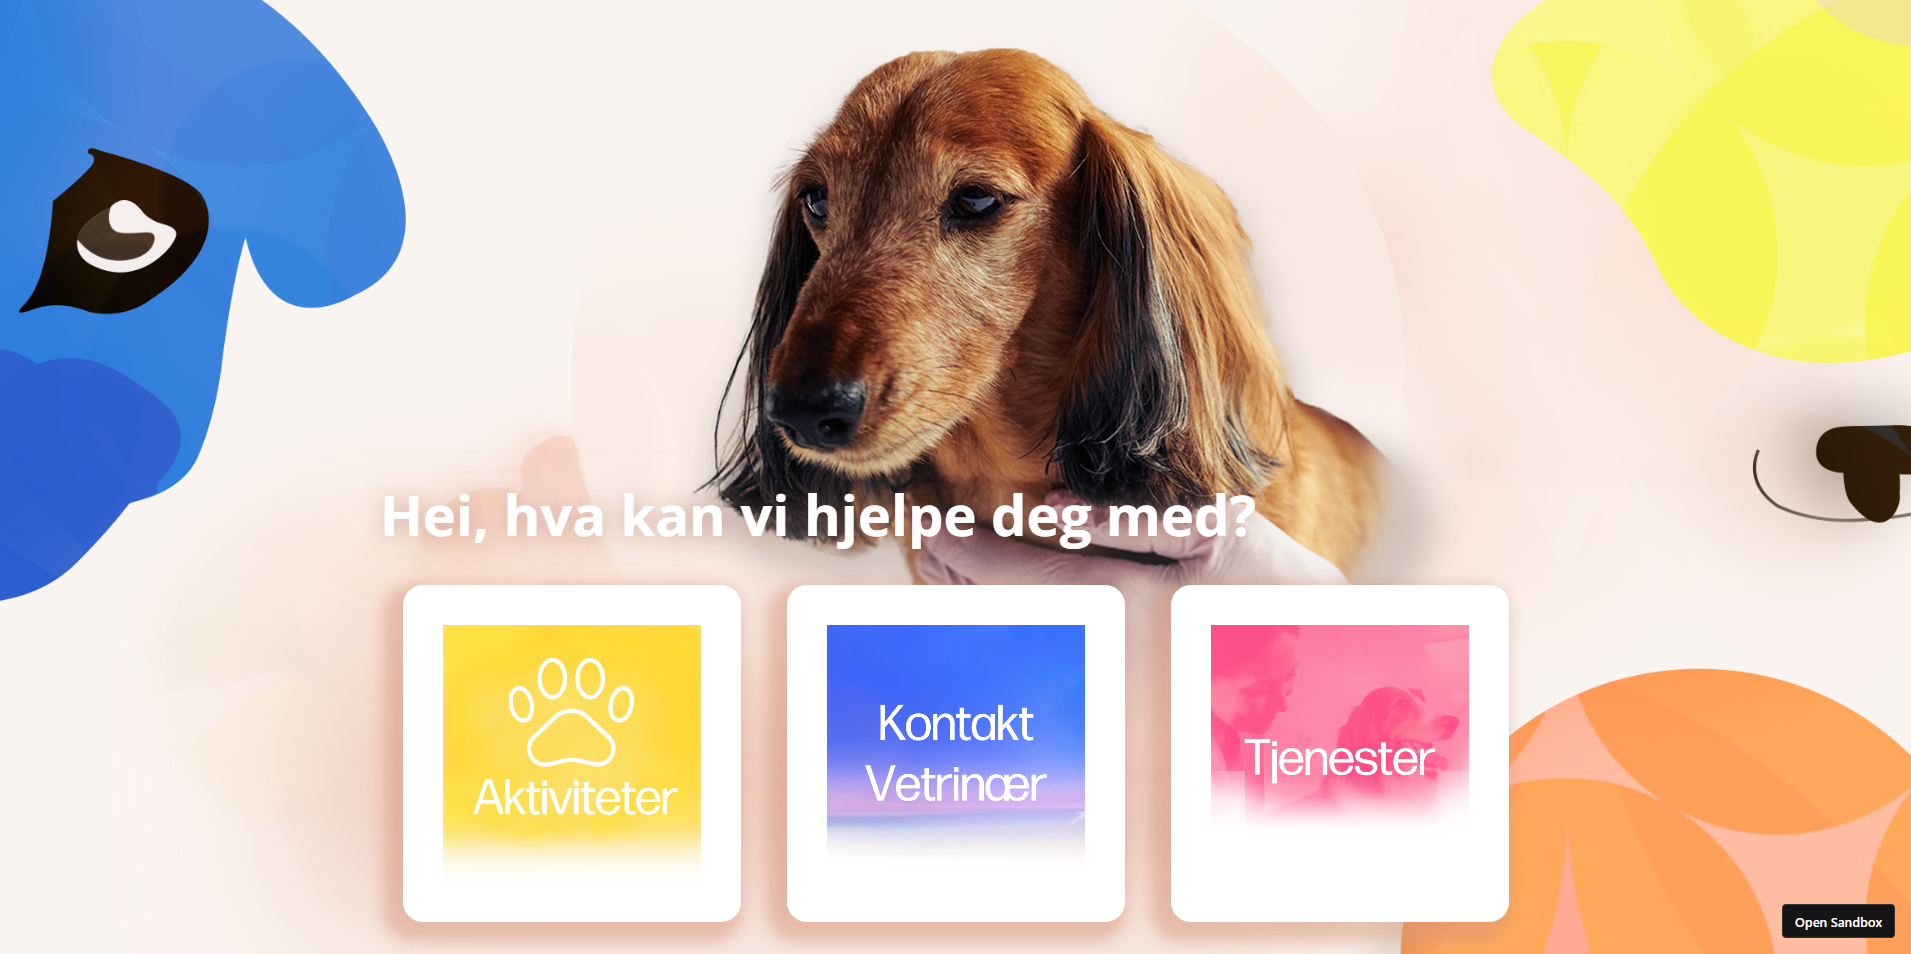 Hei, hva kan vi hjelpe deg med?
Aktiviteter
Kontakt
Vetrinær
Tjenester
Open Sandbox